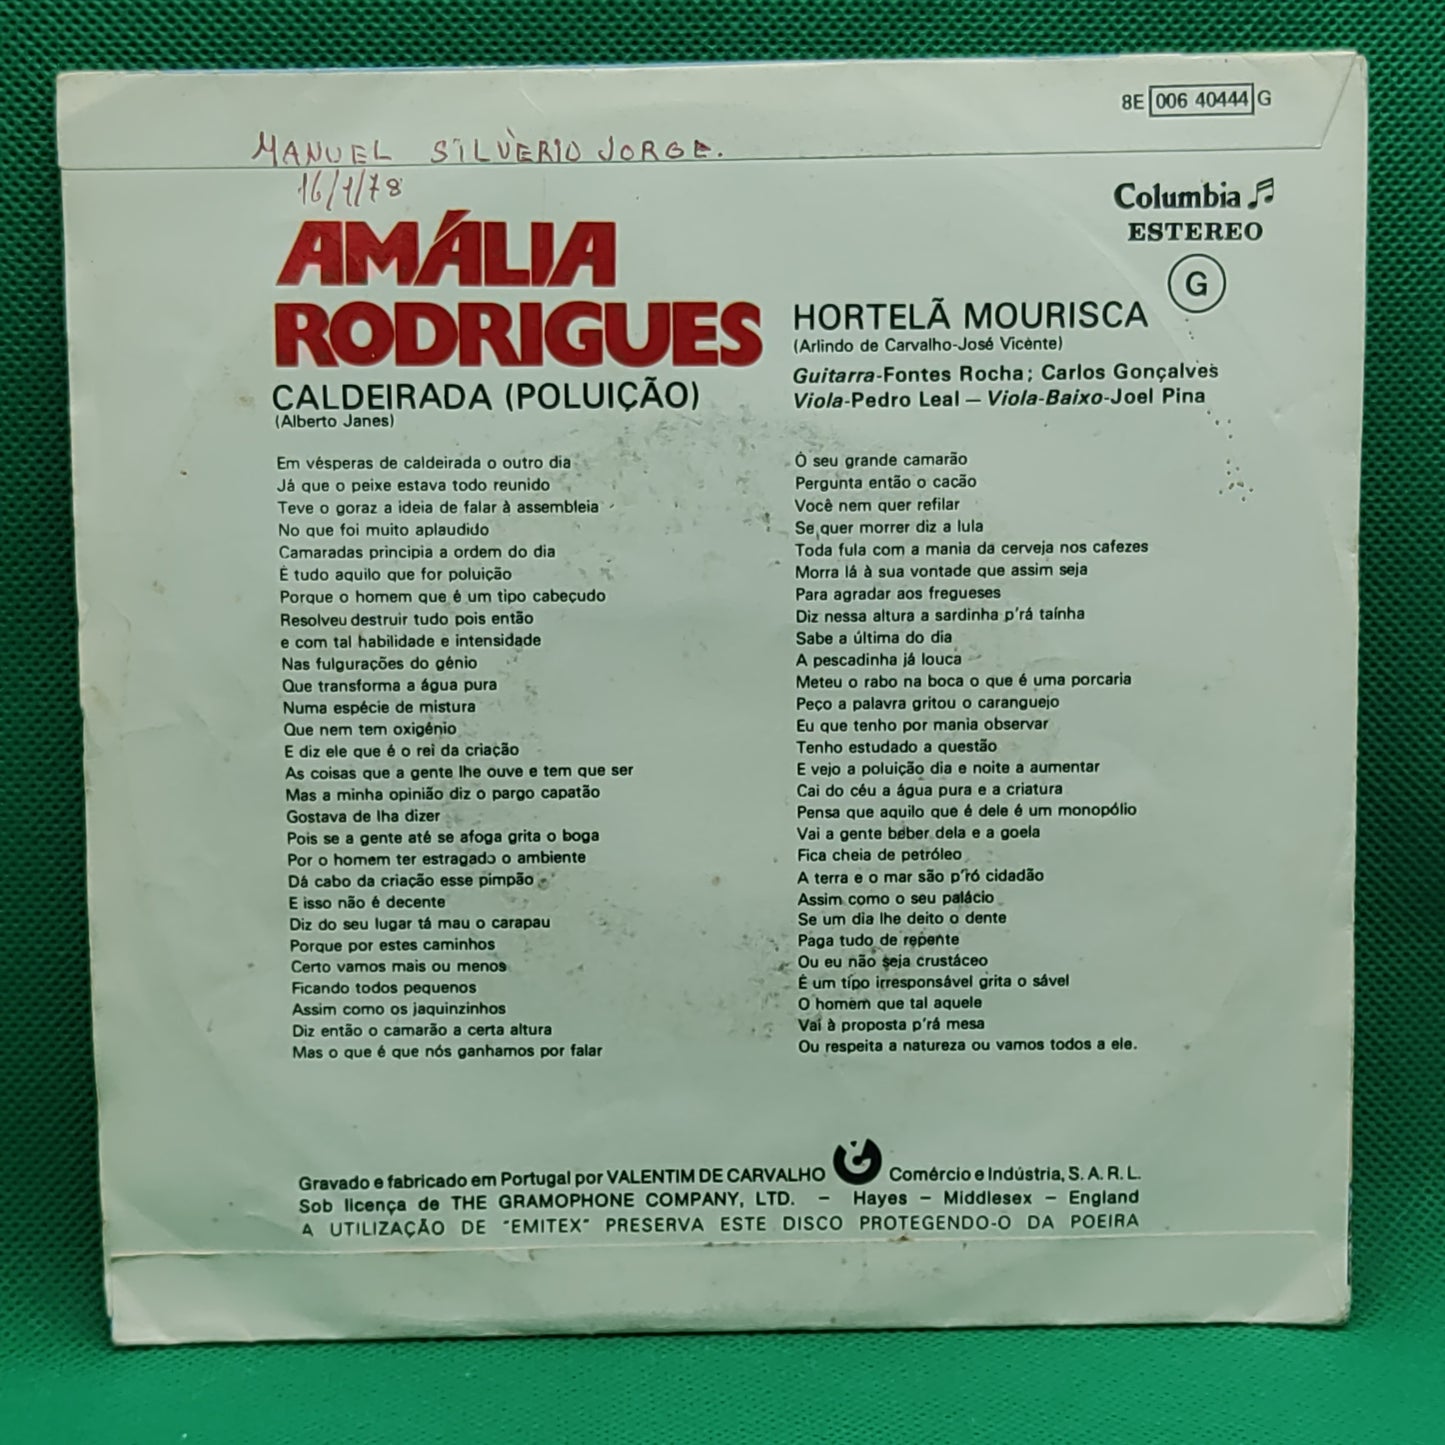 8E 006 40444 G
MANUEL SILVÈRIO JORGE.
16/1/78
Columbia
ESTEREO
G
AMÁLIA
RODRIGUES
CALDEIRADA (POLUIÇÃO)
(Alberto Janes)
HORTELÃ MOURISCA
(Arlindo de Carvalho-José Vicènte)
Guitarra-Fontes Rocha; Carlos Gonçalves
Viola-Pedro Leal — Viola-Baixo-Joel Pina
Em vésperas de caldeirada o outro dia
Já que o peixe estava todo reunido
Teve o goraz a ideia de falar à assembleia
No que foi muito aplaudido
Camaradas principia a ordem do dia
É tudo aquilo que for poluição
Porque o homem que é um tipo cabeçudo
Resolveu destruir tudo pois então
e com tal habilidade e intensidade
Nas fulgurações do génio
Que transforma a água pura
Numa espécie de mistura
Que nem tem oxigénio
E diz ele que é o rei da criação
As coisas que a gente lhe ouve e tem que ser
Mas a minha opinião diz o pargo capatão
Gostava de lha dizer
Pois se a gente até se afoga grita o boga
Por o homem ter estragado o ambiente
Dá cabo da criação esse pimpão
E isso não é decente
Diz do seu lugar tá mau o carapau
Porque por estes caminhos
Certo vamos mais ou menos
Ficando todos pequenos
Assim como os jaquinzinhos
Diz então o camarão a certa altura
Mas o que é que nós ganhamos por falar
Ó seu grande camarão
Pergunta então o cação
Você nem quer refilar
Se quer morrer diz a lula
Toda fula com a mania da cerveja nos cafezes
Morra lá à sua vontade que assim seja
Para agradar aos fregueses
Diz nessa altura a sardinha p'rá taínha
Sabe a última do dia
A pescadinha já louca
Meteu o rabo na boca o que é uma porcaria
Peço a palavra gritou o caranguejo
Eu que tenho por mania observar
Tenho estudado a questão
E vejo a poluição dia e noite a aumentar
Cai do céu a água pura e a criatura
Pensa que aquilo que é dele é um monopólio
Vai a gente beber dela e a goela
Fica cheia de petróleo
A terra e o mar são p'ró cidadão
Assim como o seu palácio
Se um dia lhe deito o dente
Paga tudo de repente
Ou eu não seja crustáceo
É um tipo irresponsável grita o sável
O homem que tal aquele
Vai à proposta p'rá mesa
Ou respeita a natureza ou vamos todos a ele.
Gravado e fabricado em Portugal por VALENTIM DE CARVALHO Comércio e Indústria, S. A. R. L.
Sob licença de THE GRAMOPHONE COMPANY, LTD. — Hayes — Middlesex — England
A UTILIZAÇÃO DE "EMITEX" PRESERVA ESTE DISCO PROTEGENDO-O DA POEIRA